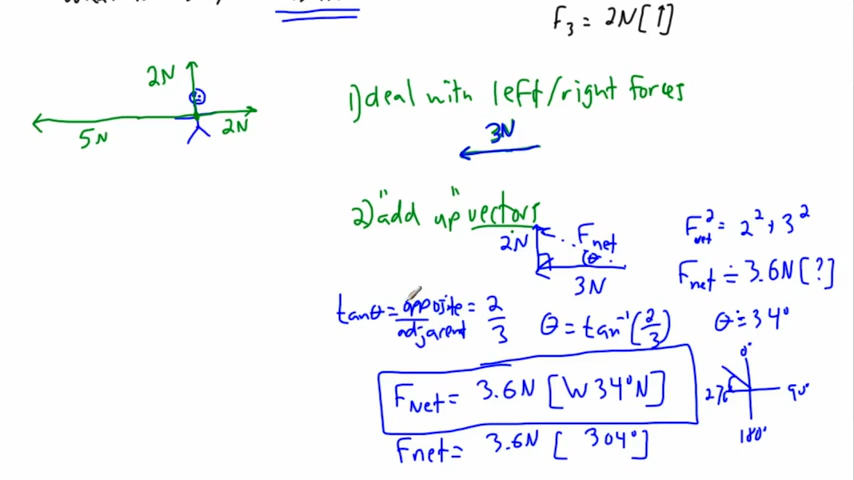 F₃ = 2N[↑]
2N
5N
2N
1) deal with left/right forces
3N
2) "add up" vectors
2N
Fnet
θ
3N
Fnet² = 2² + 3²
Fnet ≐ 3.6N [?]
tanθ = opposite/adjacent = 2/3
θ = tan⁻¹(2/3)
θ ≐ 34°
FNet = 3.6N [W34°N]
Fnet = 3.6N [304°]
0°
270°
90°
180°